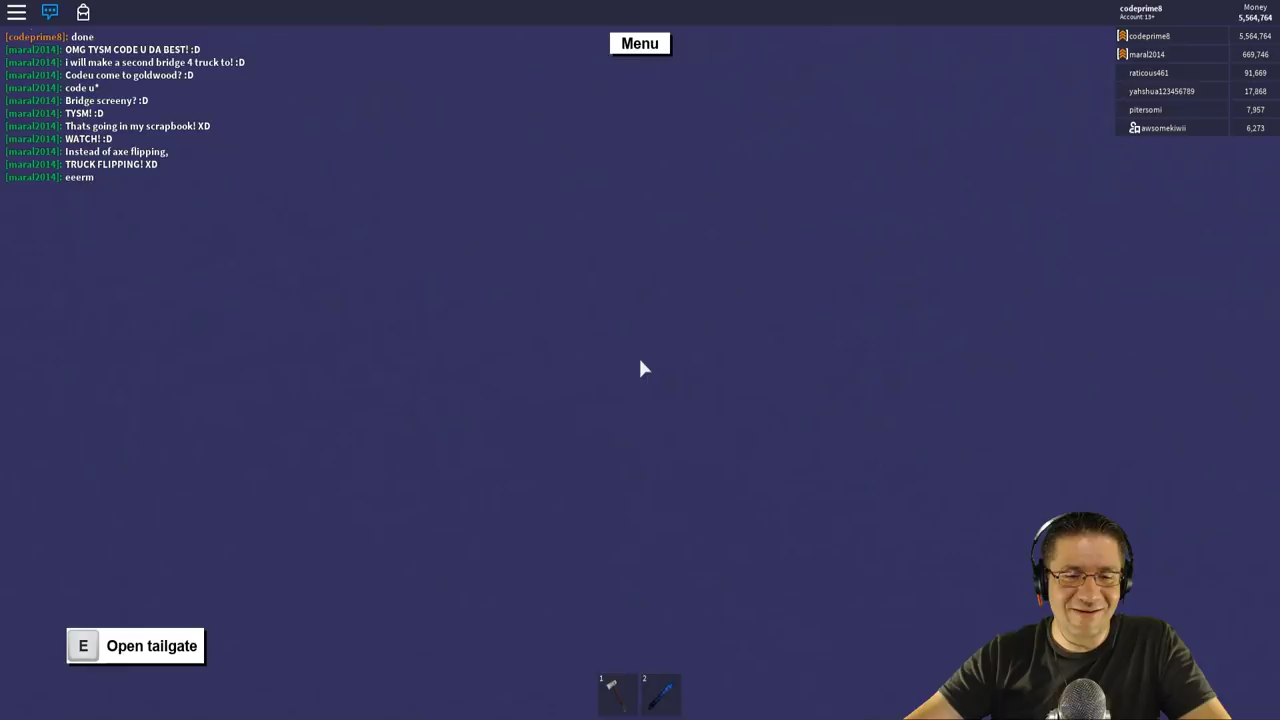 codeprime8
Account: 13+
Money
5,564,764
codeprime8 5,564,764
maral2014 669,746
raticous461 91,669
yahshua123456789 17,868
pitersomi 7,957
awsomekiwii 6,273
Menu
[codeprime8]: done
[maral2014]: OMG TYSM CODE U DA BEST! :D
[maral2014]: i will make a second bridge 4 truck to! :D
[maral2014]: Codeu come to goldwood? :D
[maral2014]: code u*
[maral2014]: Bridge screeny? :D
[maral2014]: TYSM! :D
[maral2014]: Thats going in my scrapbook! XD
[maral2014]: WATCH! :D
[maral2014]: Instead of axe flipping,
[maral2014]: TRUCK FLIPPING! XD
[maral2014]: eeerm
E Open tailgate
1 2